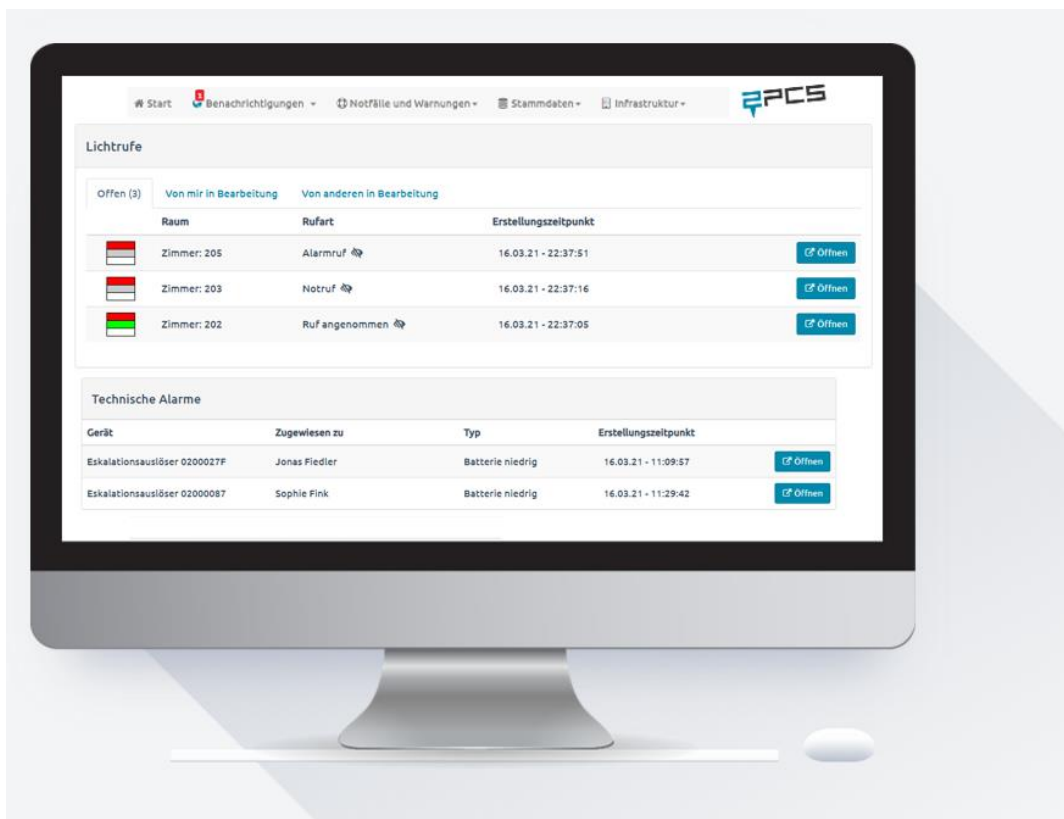 Start 1 Benachrichtigungen Notfälle und Warnungen Stammdaten Infrastruktur 2PCS
Lichtrufe
Offen (3) Von mir in Bearbeitung Von anderen in Bearbeitung
Raum Rufart Erstellungszeitpunkt
Zimmer: 205 Alarmruf 16.03.21 - 22:37:51 Öffnen
Zimmer: 203 Notruf 16.03.21 - 22:37:16 Öffnen
Zimmer: 202 Ruf angenommen 16.03.21 - 22:37:05 Öffnen
Technische Alarme
Gerät Zugewiesen zu Typ Erstellungszeitpunkt
Eskalationsauslöser 0200027F Jonas Fiedler Batterie niedrig 16.03.21 - 11:09:57 Öffnen
Eskalationsauslöser 02000087 Sophie Fink Batterie niedrig 16.03.21 - 11:29:42 Öffnen